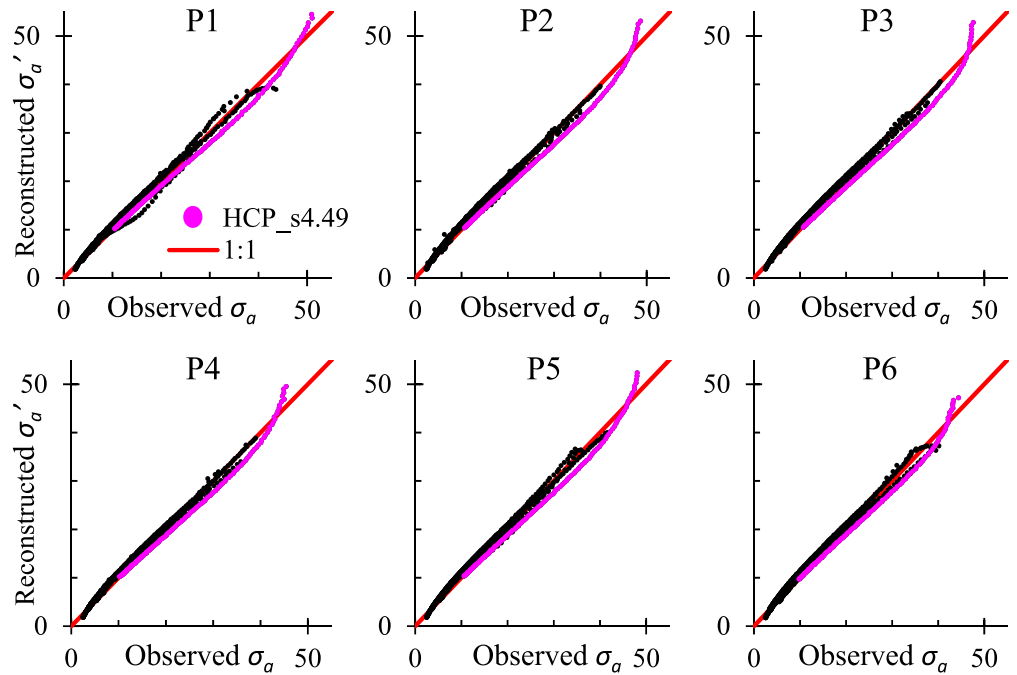 P1
P2
P3
50
50
50
Reconstructed σₐ′
HCP_s4.49
1:1
0
0
0
0
Observed σₐ
50
0
Observed σₐ
50
0
Observed σₐ
50
P4
P5
P6
50
50
50
Reconstructed σₐ′
0
0
0
0
Observed σₐ
50
0
Observed σₐ
50
0
Observed σₐ
50